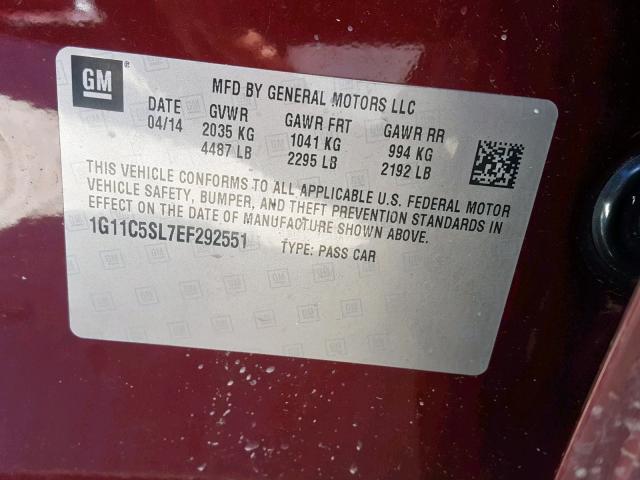 GM
MFD BY GENERAL MOTORS LLC
DATE GVWR GAWR FRT GAWR RR
04/14 2035 KG 1041 KG 994 KG
4487 LB 2295 LB 2192 LB
THIS VEHICLE CONFORMS TO ALL APPLICABLE U.S. FEDERAL MOTOR
VEHICLE SAFETY, BUMPER, AND THEFT PREVENTION STANDARDS IN
EFFECT ON THE DATE OF MANUFACTURE SHOWN ABOVE.
1G11C5SL7EF292551 TYPE: PASS CAR